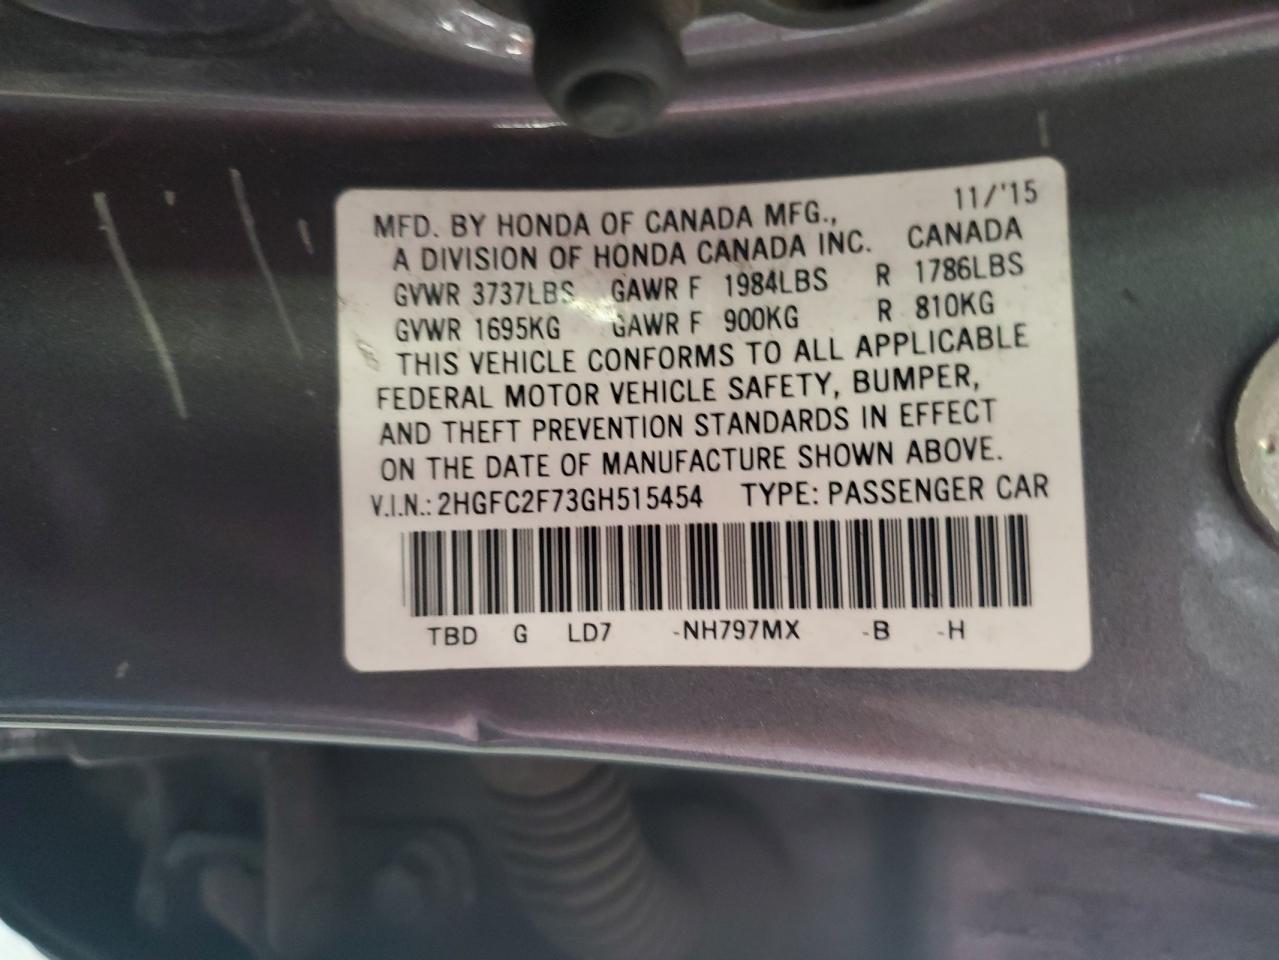 11/'15
MFD. BY HONDA OF CANADA MFG.,
A DIVISION OF HONDA CANADA INC. CANADA
GVWR 3737LBS GAWR F 1984LBS R 1786LBS
GVWR 1695KG GAWR F 900KG R 810KG
THIS VEHICLE CONFORMS TO ALL APPLICABLE
FEDERAL MOTOR VEHICLE SAFETY, BUMPER,
AND THEFT PREVENTION STANDARDS IN EFFECT
ON THE DATE OF MANUFACTURE SHOWN ABOVE.
V.I.N.: 2HGFC2F73GH515454 TYPE: PASSENGER CAR
TBD G LD7 -NH797MX -B -H